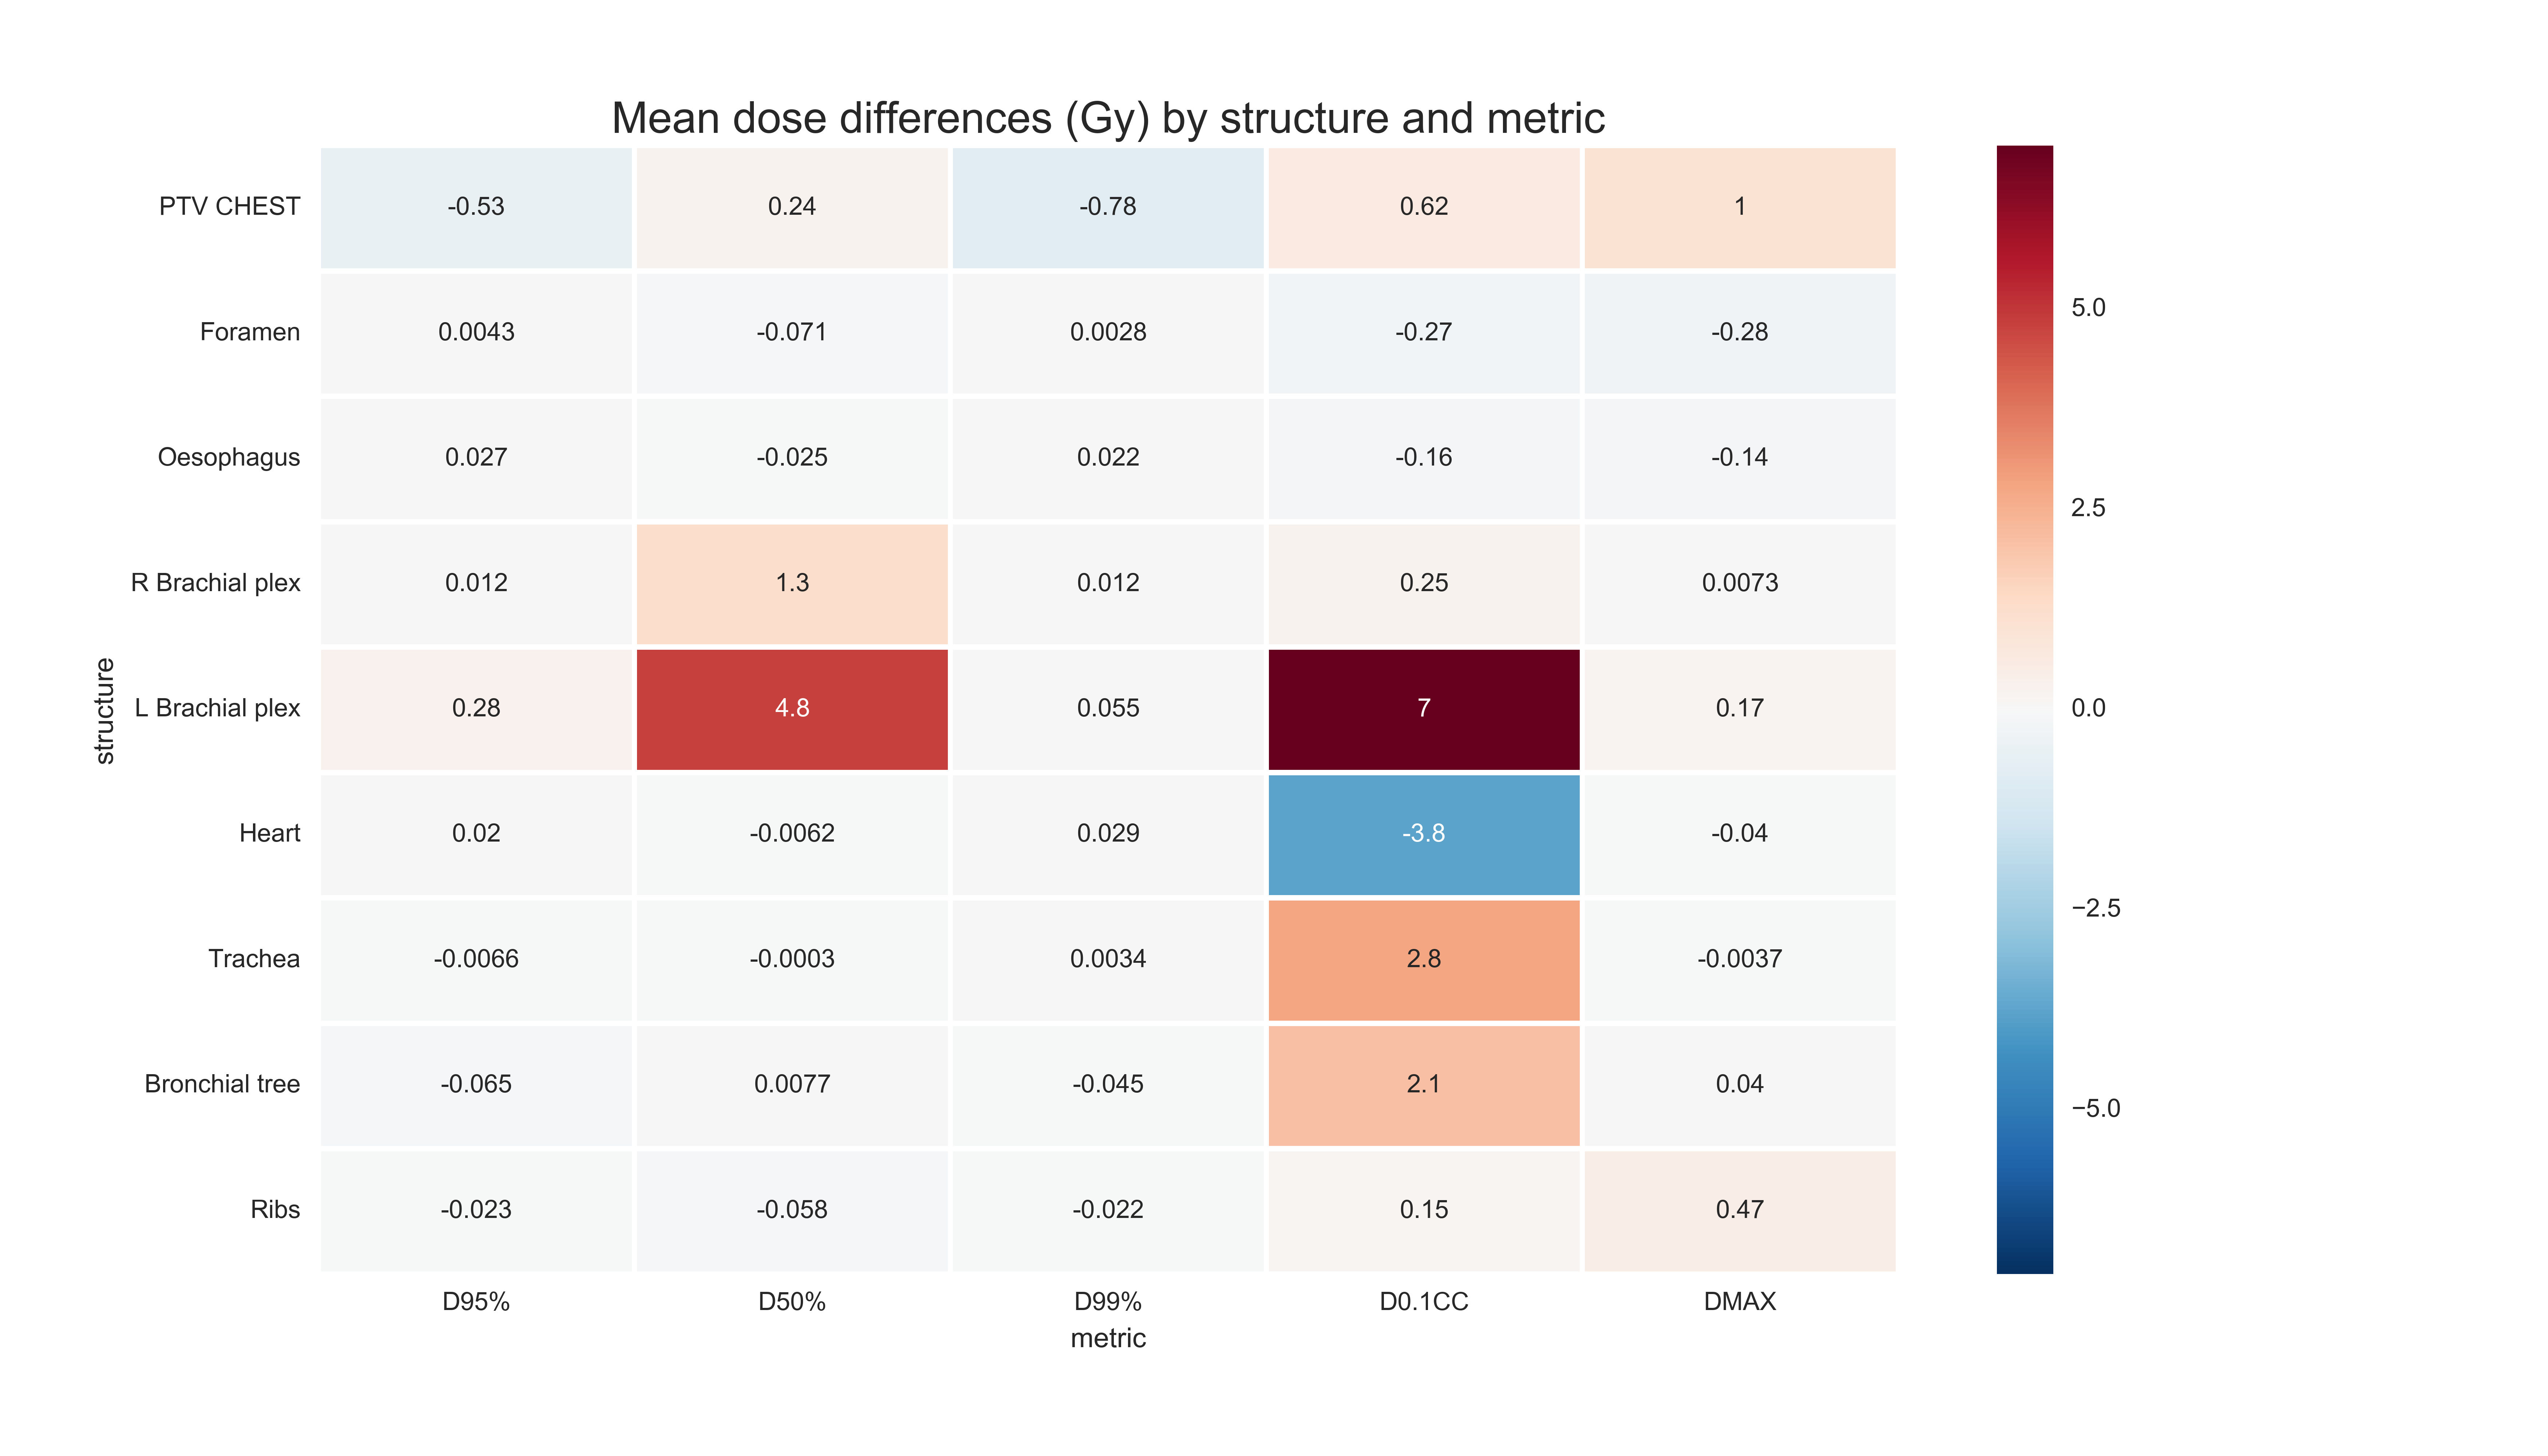 Mean dose differences (Gy) by structure and metric
PTV CHEST -0.53 0.24 -0.78 0.62 1
Foramen 0.0043 -0.071 0.0028 -0.27 -0.28
Oesophagus 0.027 -0.025 0.022 -0.16 -0.14
R Brachial plex 0.012 1.3 0.012 0.25 0.0073
L Brachial plex 0.28 4.8 0.055 7 0.17
Heart 0.02 -0.0062 0.029 -3.8 -0.04
Trachea -0.0066 -0.0003 0.0034 2.8 -0.0037
Bronchial tree -0.065 0.0077 -0.045 2.1 0.04
Ribs -0.023 -0.058 -0.022 0.15 0.47
structure
D95% D50% D99% D0.1CC DMAX
metric
5.0
2.5
0.0
−2.5
−5.0